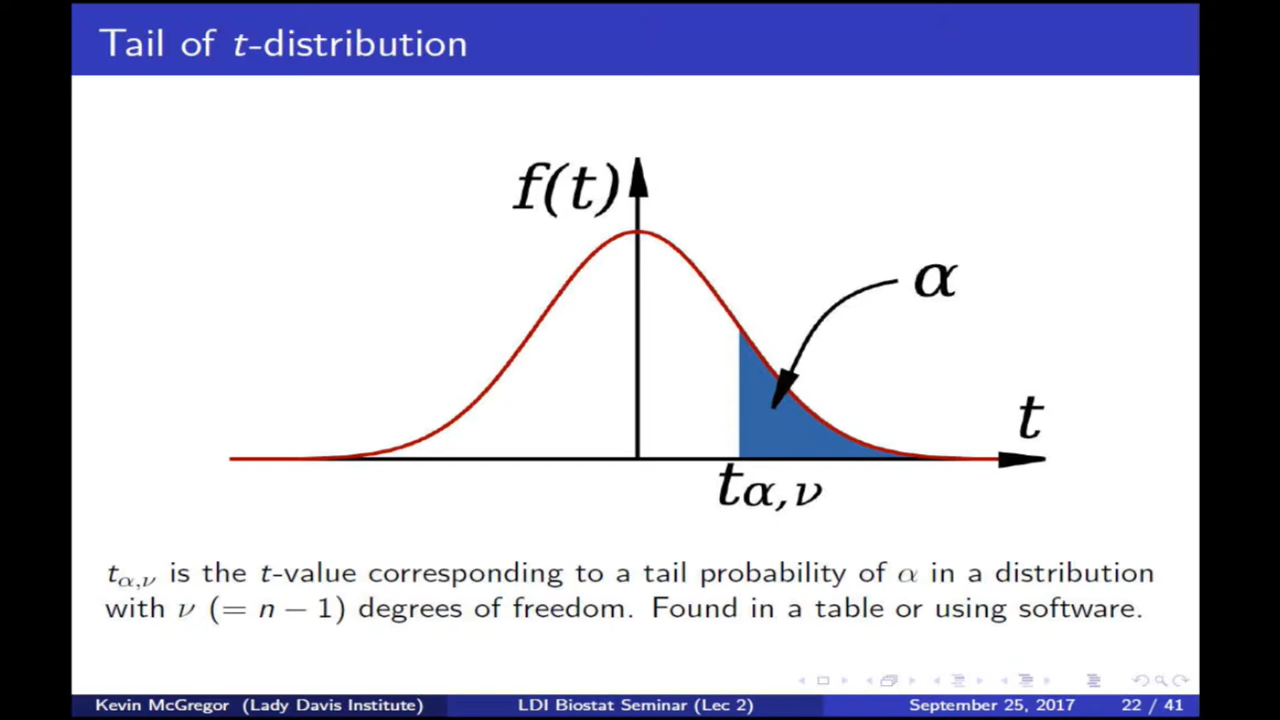 Tail of t-distribution
f(t)
α
t
tα,ν
tα,ν is the t-value corresponding to a tail probability of α in a distribution
with ν (= n − 1) degrees of freedom. Found in a table or using software.
Kevin McGregor (Lady Davis Institute) LDI Biostat Seminar (Lec 2) September 25, 2017 22 / 41